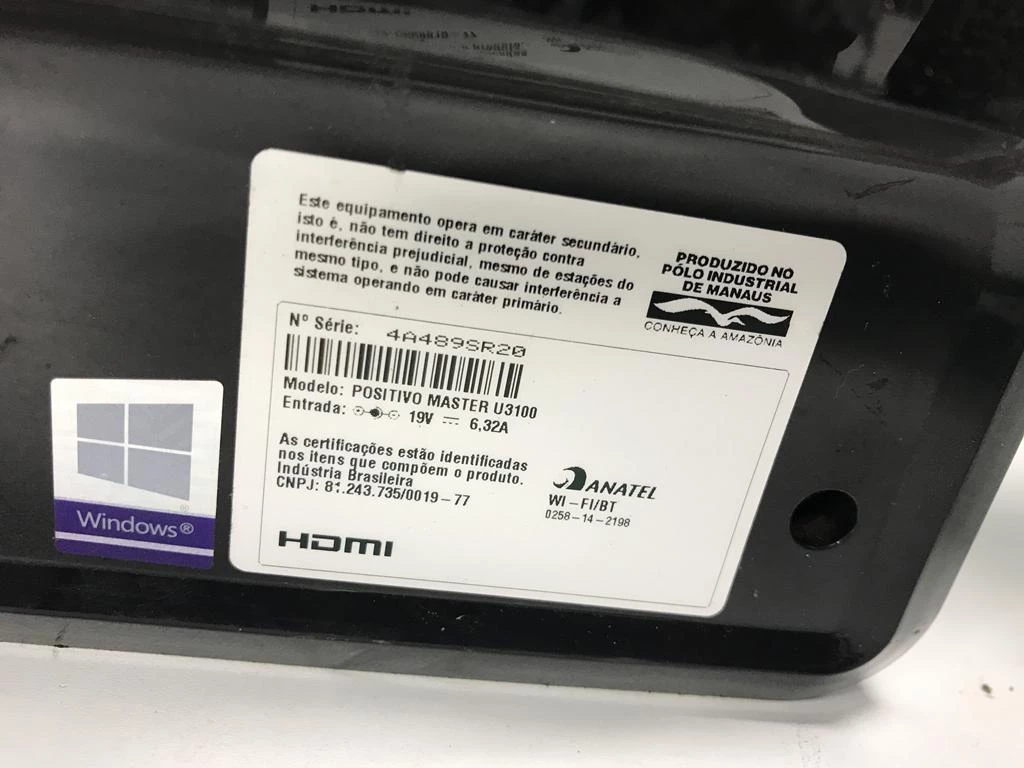 HDMI
Este equipamento opera em caráter secundário,
isto é, não tem direito a proteção contra
interferência prejudicial, mesmo de estações do
mesmo tipo, e não pode causar interferência a
sistema operando em caráter primário.
PRODUZIDO NO
PÓLO INDUSTRIAL
DE MANAUS
CONHEÇA A AMAZÔNIA
Nº Série: 4A489SR20
Modelo: POSITIVO MASTER U3100
Entrada: 19V 6,32A
As certificações estão identificadas
nos itens que compõem o produto.
Indústria Brasileira
CNPJ: 81.243.735/0019-77
ANATEL
WI-FI/BT
0258-14-2198
HDMI
Windows®